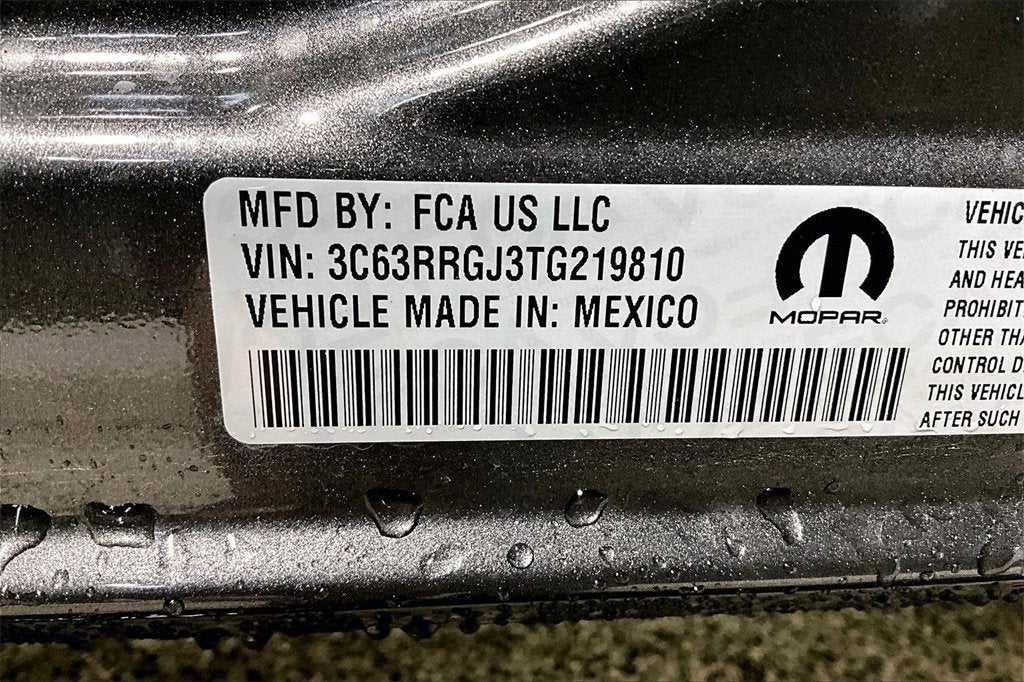 MFD BY: FCA US LLC
VIN: 3C63RRGJ3TG219810
VEHICLE MADE IN: MEXICO
MOPAR
VEHIC
THIS VE
AND HEA
PROHIBIT
OTHER THA
CONTROL D
THIS VEHICL
AFTER SUCH